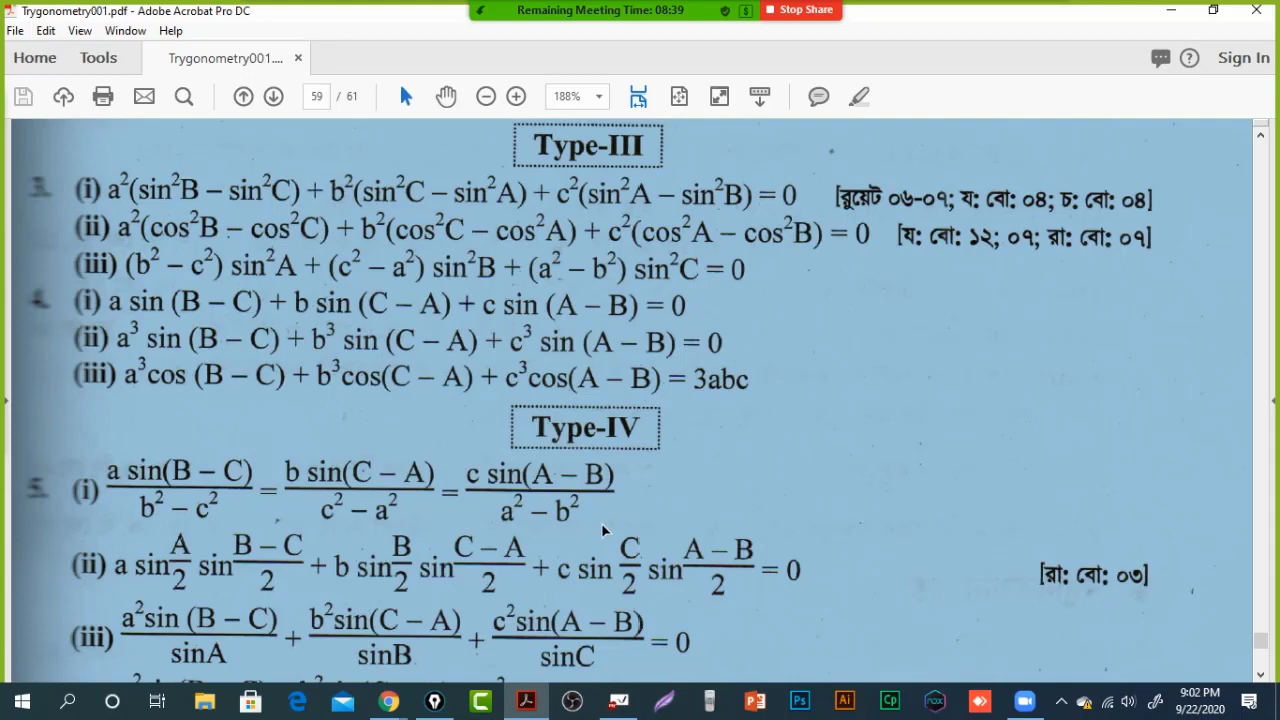 Trygonometry001.pdf - Adobe Acrobat Pro DC
Remaining Meeting Time: 08:39
Stop Share
File Edit View Window Help
Home Tools Trygonometry001.... × Sign In
59 / 61 188%
Type-III
3. (i) a²(sin²B – sin²C) + b²(sin²C – sin²A) + c²(sin²A – sin²B) = 0 [রুয়েট ০৬-০৭; য: বো: ০৪; চ: বো: ০৪]
(ii) a²(cos²B – cos²C) + b²(cos²C – cos²A) + c²(cos²A – cos²B) = 0 [য: বো: ১২; ০৭; রা: বো: ০৭]
(iii) (b² – c²) sin²A + (c² – a²) sin²B + (a² – b²) sin²C = 0
4. (i) a sin (B – C) + b sin (C – A) + c sin (A – B) = 0
(ii) a³ sin (B – C) + b³ sin (C – A) + c³ sin (A – B) = 0
(iii) a³cos (B – C) + b³cos(C – A) + c³cos(A – B) = 3abc
Type-IV
5. (i) a sin(B – C)/b² – c² = b sin(C – A)/c² – a² = c sin(A – B)/a² – b²
(ii) a sin A/2 sin B – C/2 + b sin B/2 sin C – A/2 + c sin C/2 sin A – B/2 = 0 [রা: বো: ০৩]
(iii) a²sin (B – C)/sinA + b²sin(C – A)/sinB + c²sin(A – B)/sinC = 0
9:02 PM
9/22/2020